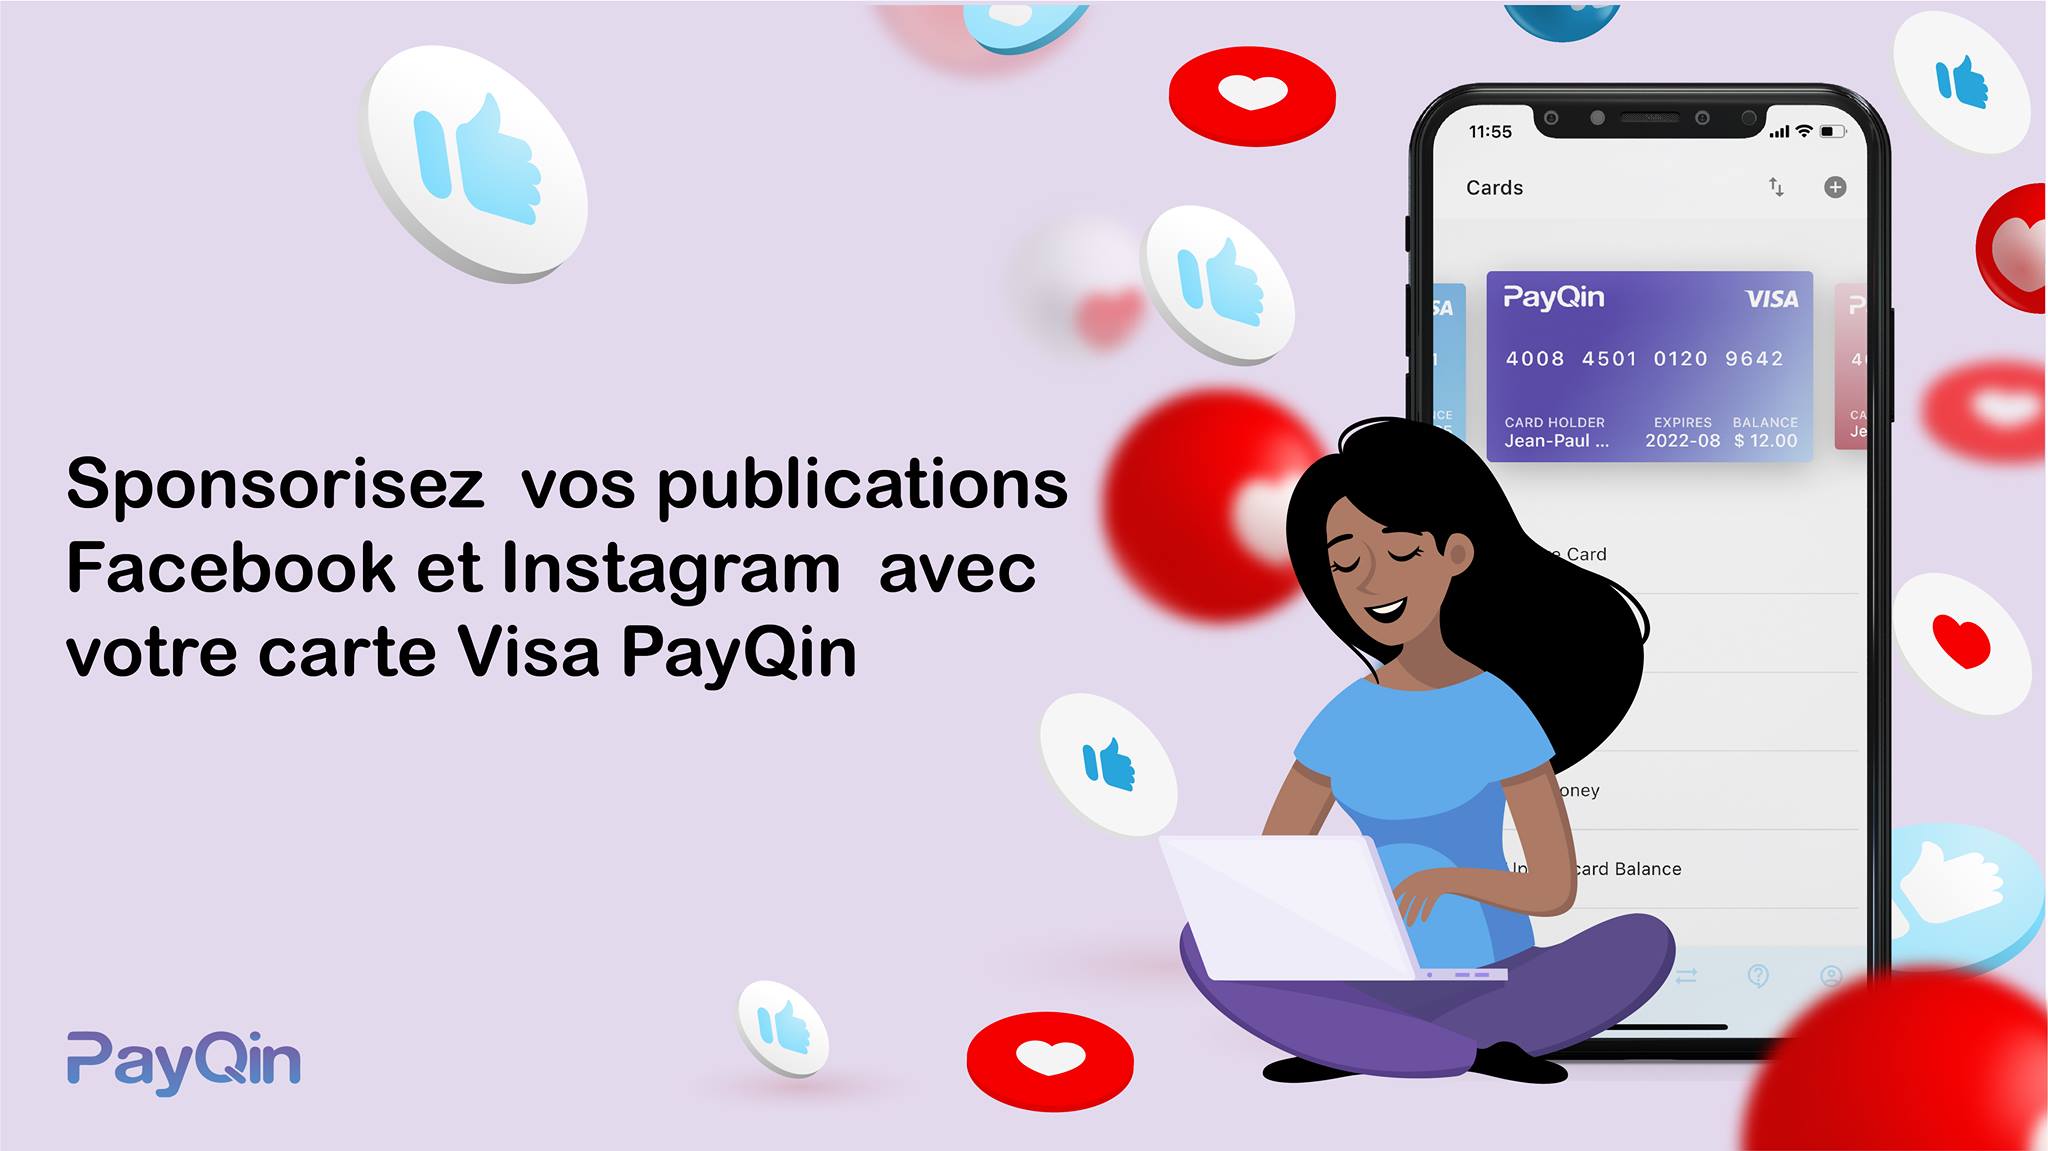 11:55
Cards
PayQin VISA
4008 4501 0120 9642
CARD HOLDER EXPIRES BALANCE
Jean-Paul ... 2022-08 $ 12.00
Sponsorisez vos publications
Facebook et Instagram avec
votre carte Visa PayQin
Card
card Balance
PayQin